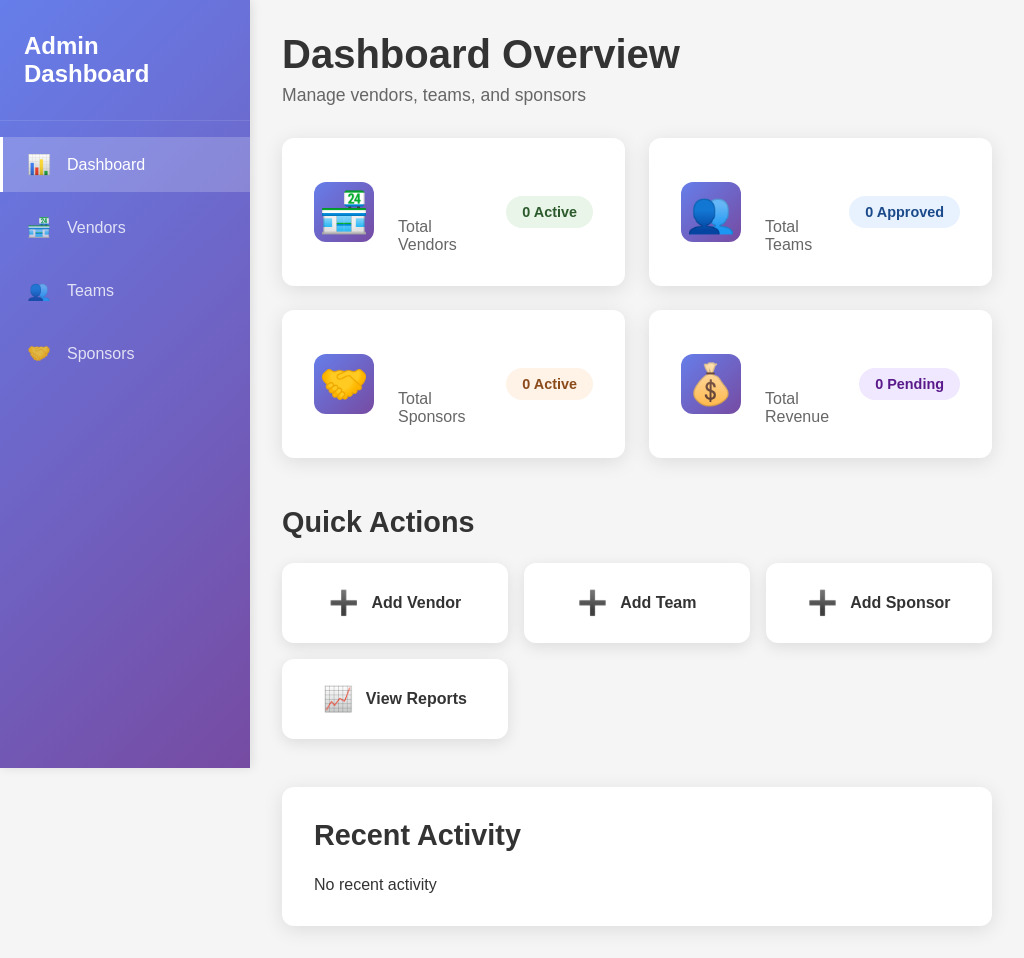 Admin
Dashboard
Dashboard
Vendors
Teams
Sponsors
Dashboard Overview
Manage vendors, teams, and sponsors
24
Total
Vendors
0 Active
Total
Teams
0 Approved
Total
Sponsors
0 Active
$
Total
Revenue
0 Pending
Quick Actions
Add Vendor
Add Team
Add Sponsor
View Reports
Recent Activity
No recent activity